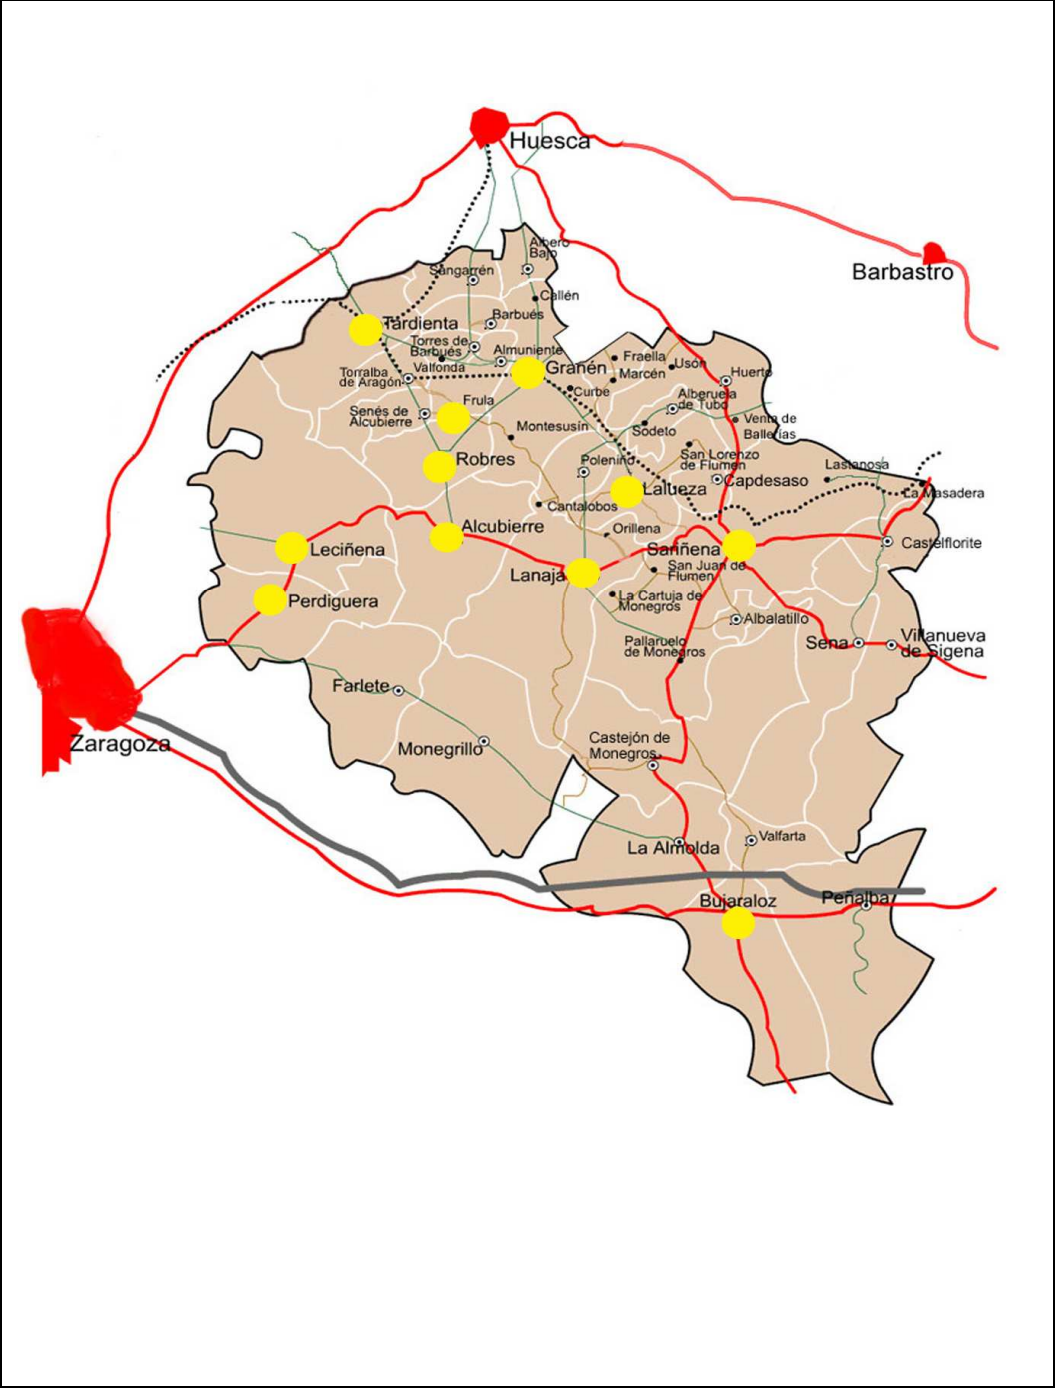 Huesca
Albero
Bajo
Barbastro
Sangarrén
Callén
Barbués
Tardienta
Torres de
Barbués
Almuniente
Valfonda
Granén
Fraella
Usón
Torralba
de Aragón
Marcén
Huerto
Curbe
Frula
Alberuela
de Tubo
Senés de
Alcubierre
Montesusín
Sodeto
Venta de
Ballerías
Robres
Polenino
San Lorenzo
de Flumen
Lastanosa
Lalueza
Capdesaso
La Masadera
Cantalobos
Alcubierre
Orillena
Leciñena
Sariñena
Castelflorite
Lanaja
San Juan de
Flumen
Perdiguera
La Cartuja de
Monegros
Albalatillo
Pallaruelo
de Monegros
Sena
Villanueva
de Sigena
Farlete
Zaragoza
Monegrillo
Castejón de
Monegros
La Almolda
Valfarta
Bujaraloz
Peñalba